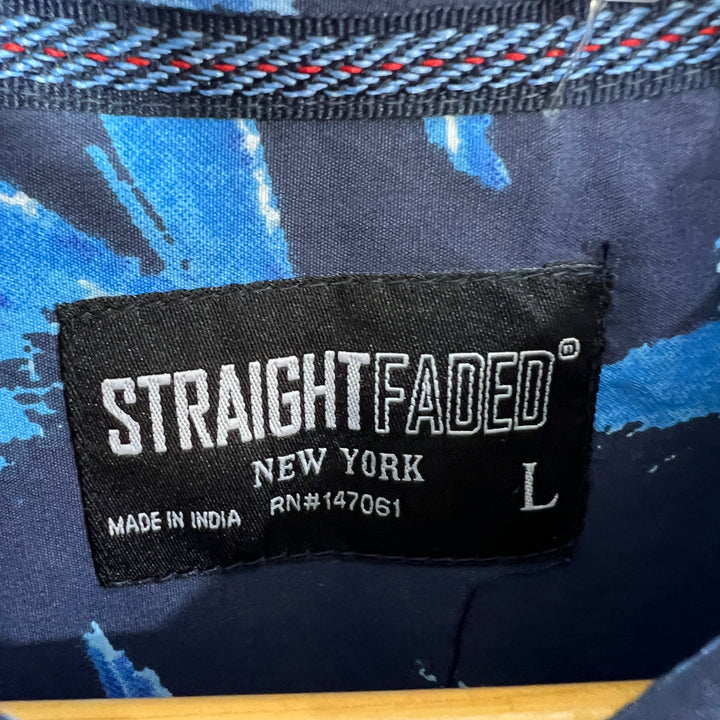 STRAIGHTFADED®
NEW YORK
L
RN#147061
MADE IN INDIA